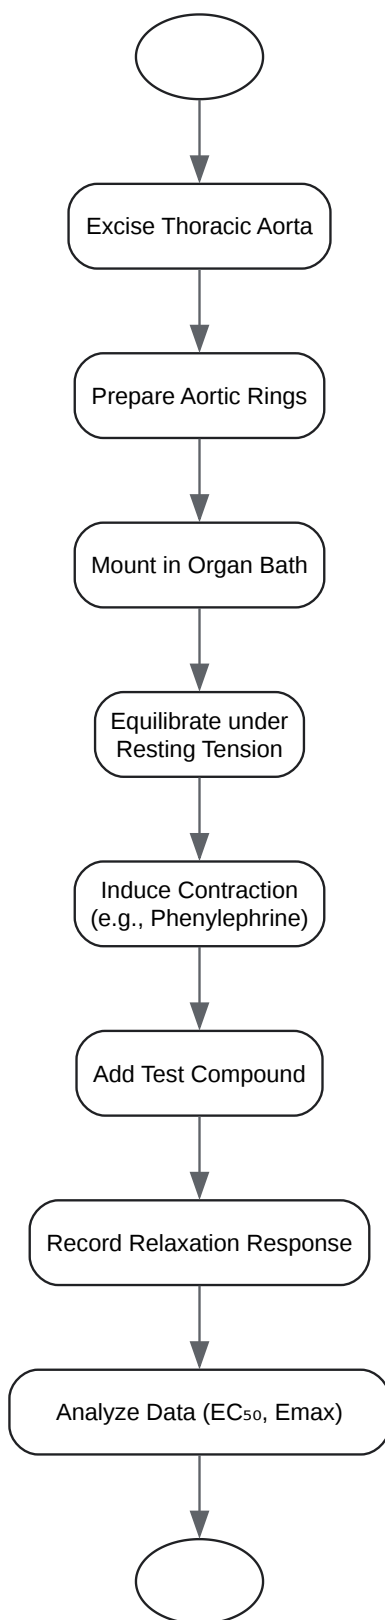 Excise Thoracic Aorta
Prepare Aortic Rings
Mount in Organ Bath
Equilibrate under
Resting Tension
Induce Contraction
(e.g., Phenylephrine)
Add Test Compound
Record Relaxation Response
Analyze Data (EC₅₀, Emax)